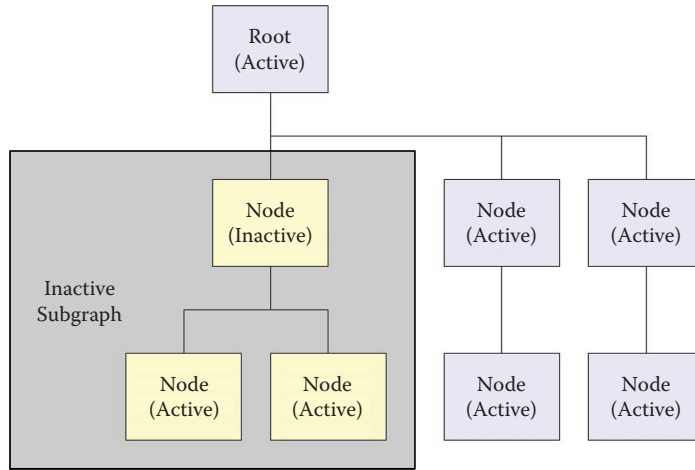 Root
(Active)
Node
(Inactive)
Node
(Active)
Node
(Active)
Inactive
Subgraph
Node
(Active)
Node
(Active)
Node
(Active)
Node
(Active)